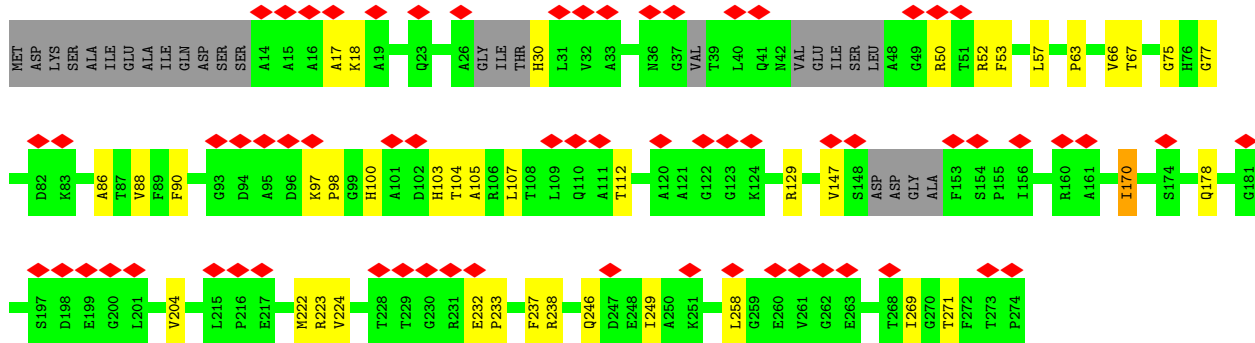 MET ASP LYS SER ALA ILE GLU ALA ILE GLN ASP SER SER A14 A15 A16 A17 K18 A19 Q23 A26 GLY ILE THR H30 L31 V32 A33 N36 G37 VAL T39 L40 Q41 N42 VAL GLU ILE SER LEU A48 G49 R50 T51 R52 F53 L57 P63 V66 T67 G75 H76 G77
D82 K83 A86 T87 V88 F89 F90 G93 D94 A95 D96 K97 P98 G99 H100 A101 D102 H103 T104 A105 R106 L107 T108 L109 Q110 A111 T112 A120 A121 G122 G123 K124 R129 V147 S148 ASP ASP GLY ALA F153 S154 P155 I156 R160 A161 I170 S174 Q178 G181
S197 D198 E199 G200 L201 V204 L215 P216 E217 M222 R223 V224 T228 T229 G230 R231 E232 P233 F237 R238 Q246 D247 E248 I249 A250 K251 L258 G259 E260 V261 G262 E263 T268 I269 G270 T271 F272 T273 P274